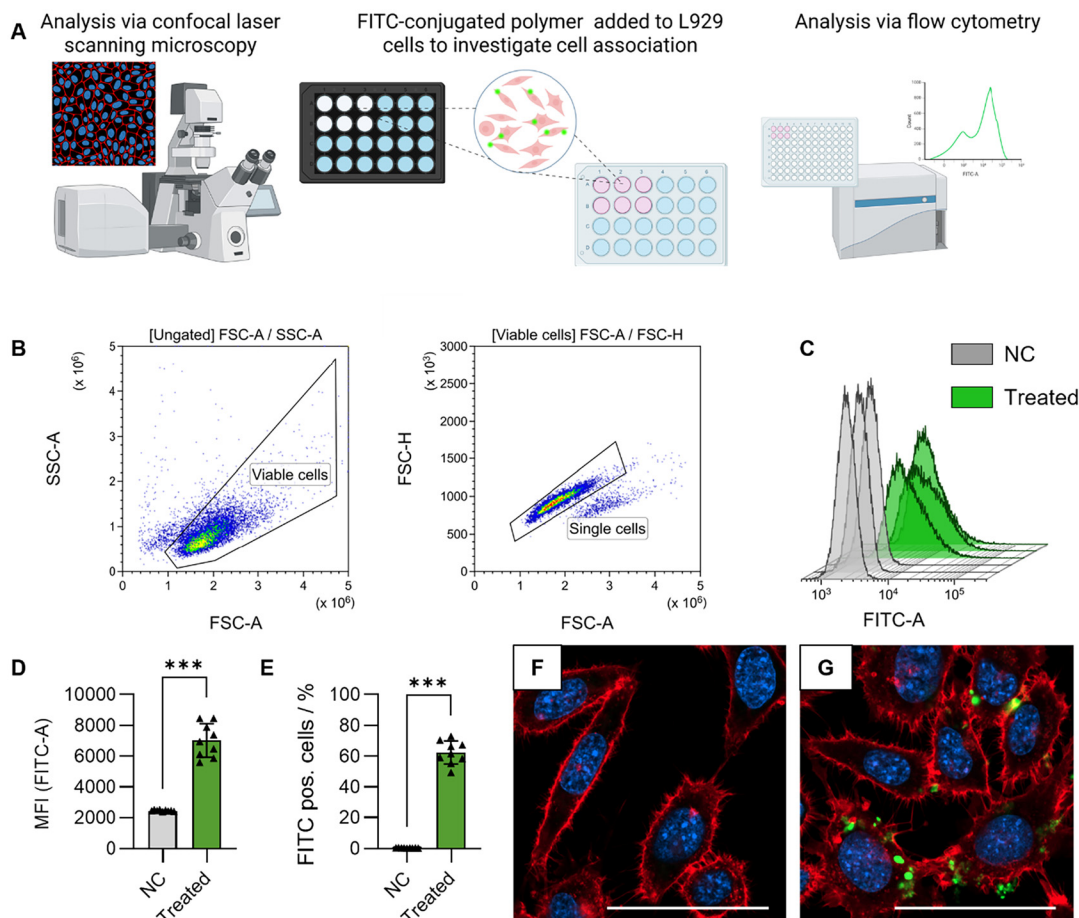 A
Analysis via confocal laser
scanning microscopy
FITC-conjugated polymer added to L929
cells to investigate cell association
Analysis via flow cytometry
Count
FITC-A
B
[Ungated] FSC-A / SSC-A
(x 10⁶)
SSC-A
5
4
3
2
1
0
Viable cells
0 1 2 3 4 5
(x 10⁶)
FSC-A
[Viable cells] FSC-A / FSC-H
(x 10³)
FSC-H
3000
2500
2000
1500
1000
500
0
Single cells
0 1 2 3 4 5
(x 10⁶)
FSC-A
C
NC
Treated
10³ 10⁴ 10⁵
FITC-A
D
MFI (FITC-A)
10000
8000
6000
4000
2000
0
***
NC
Treated
E
FITC pos. cells / %
100
80
60
40
20
0
***
NC
Treated
F
G